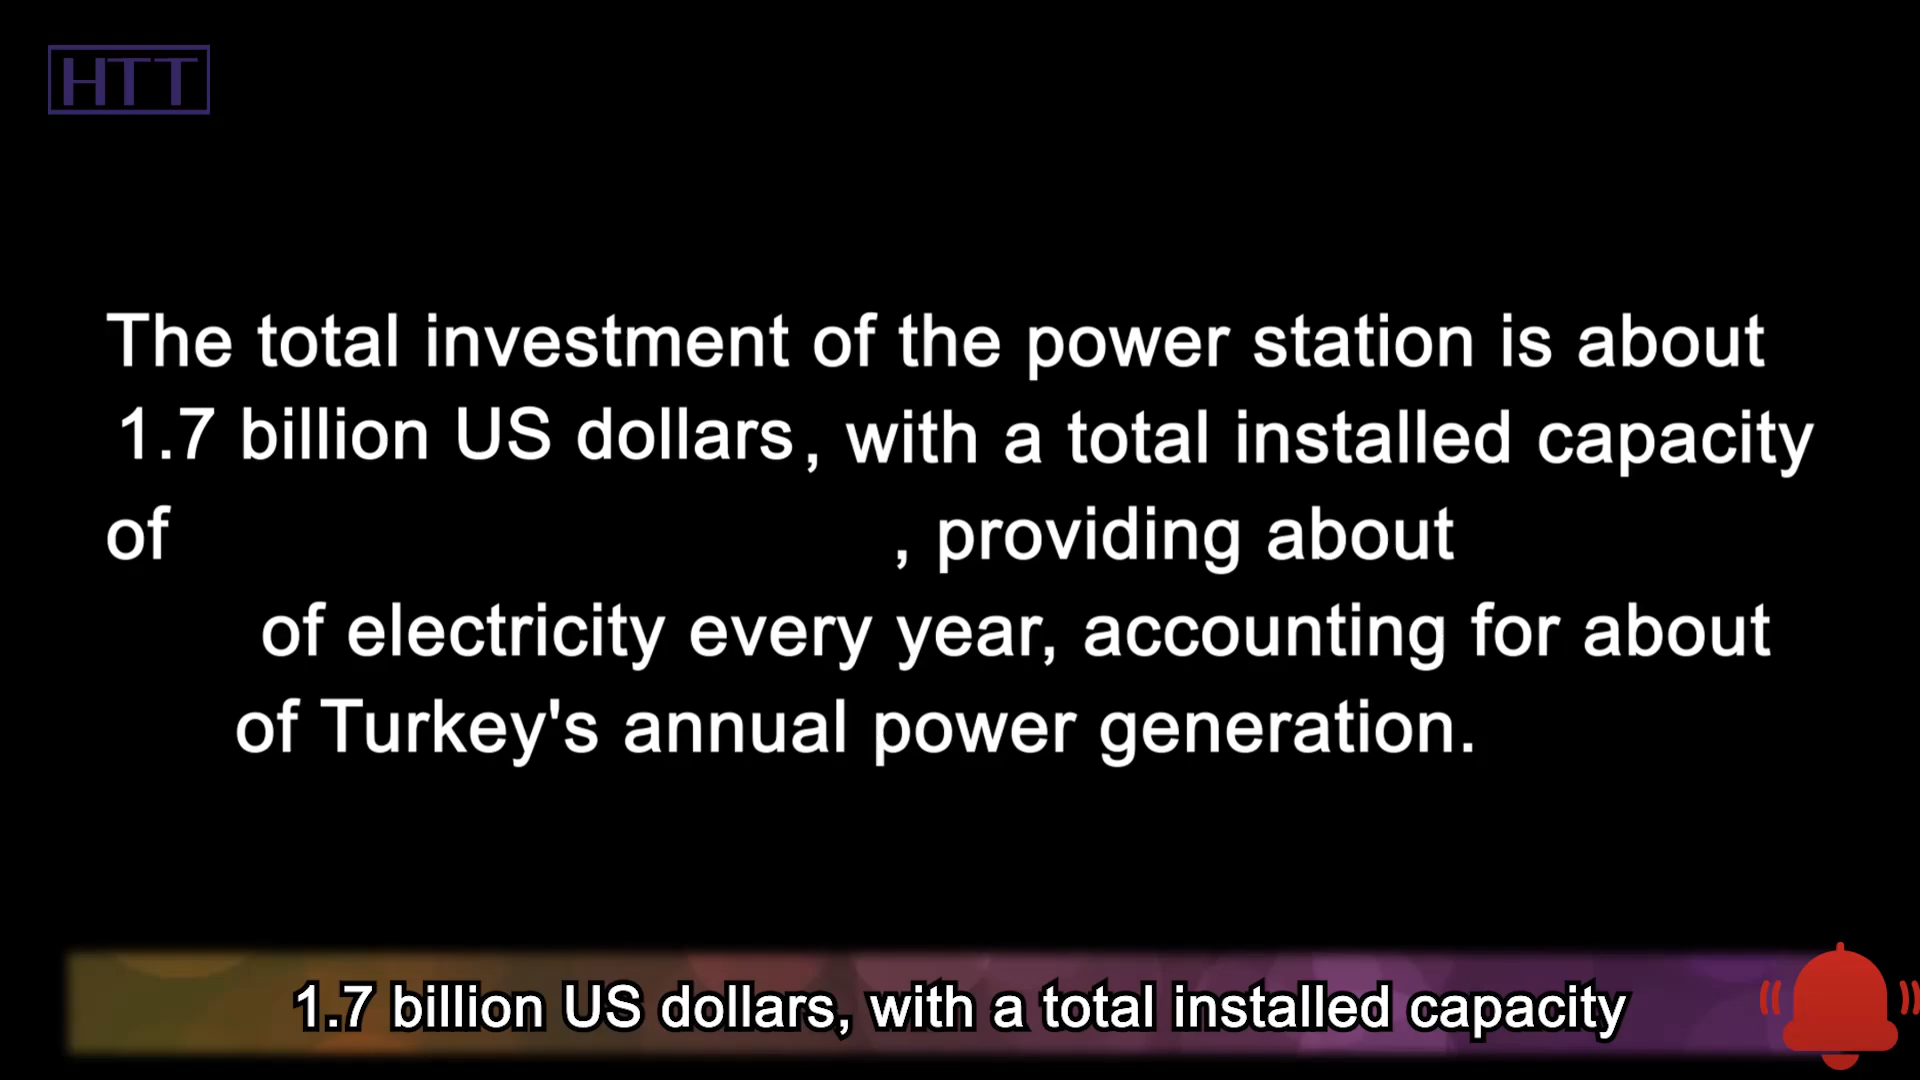 HTT
The total investment of the power station is about
1.7 billion US dollars, with a total installed capacity
of , providing about
of electricity every year, accounting for about
of Turkey's annual power generation.
1.7 billion US dollars, with a total installed capacity